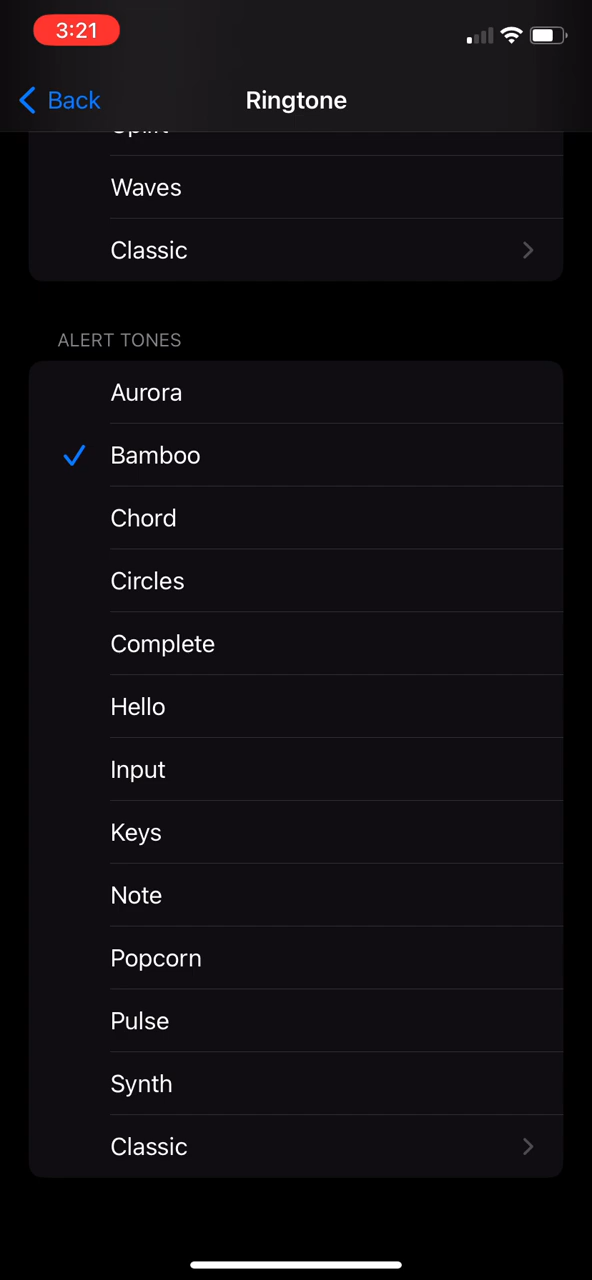 3:21
Back
Ringtone
Waves
Classic
ALERT TONES
Aurora
Bamboo
Chord
Circles
Complete
Hello
Input
Keys
Note
Popcorn
Pulse
Synth
Classic